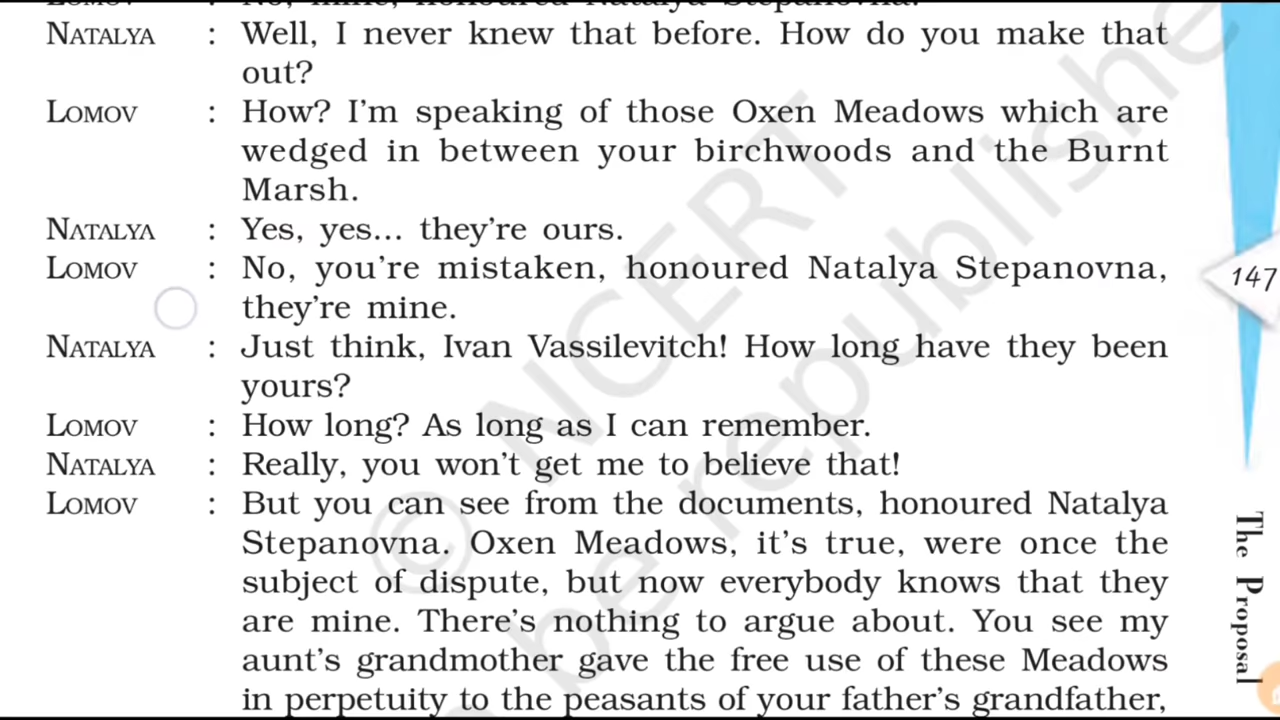 LOMOV : No, mine, honoured Natalya Stepanovna.
NATALYA : Well, I never knew that before. How do you make that
out?
LOMOV : How? I'm speaking of those Oxen Meadows which are
wedged in between your birchwoods and the Burnt
Marsh.
NATALYA : Yes, yes... they're ours.
LOMOV : No, you're mistaken, honoured Natalya Stepanovna,
they're mine.
NATALYA : Just think, Ivan Vassilevitch! How long have they been
yours?
LOMOV : How long? As long as I can remember.
NATALYA : Really, you won't get me to believe that!
LOMOV : But you can see from the documents, honoured Natalya
Stepanovna. Oxen Meadows, it's true, were once the
subject of dispute, but now everybody knows that they
are mine. There's nothing to argue about. You see my
aunt's grandmother gave the free use of these Meadows
in perpetuity to the peasants of your father's grandfather,
147
The Proposal
© NCERT
be republishe